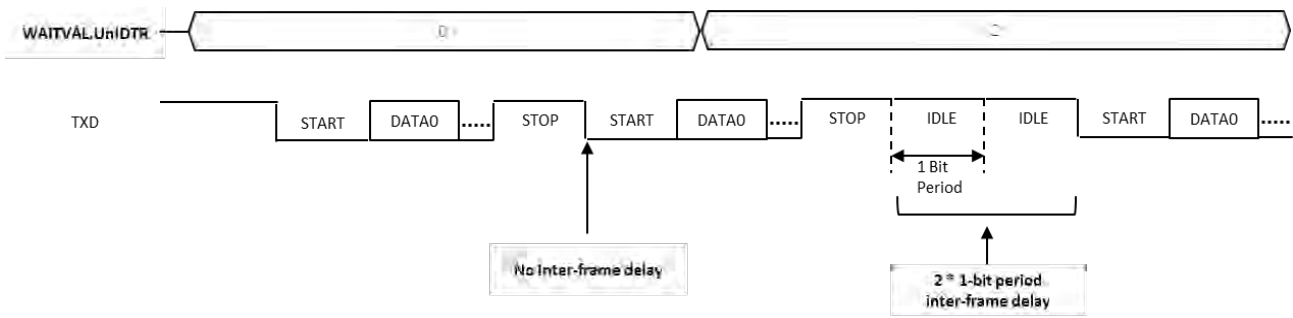 WAITVAL.UnIDTR
TXD
START DATA0 ..... STOP START DATA0 ..... STOP IDLE IDLE START DATA0 .....
1 Bit
Period
No Inter-frame delay
2 * 1-bit period
inter-frame delay